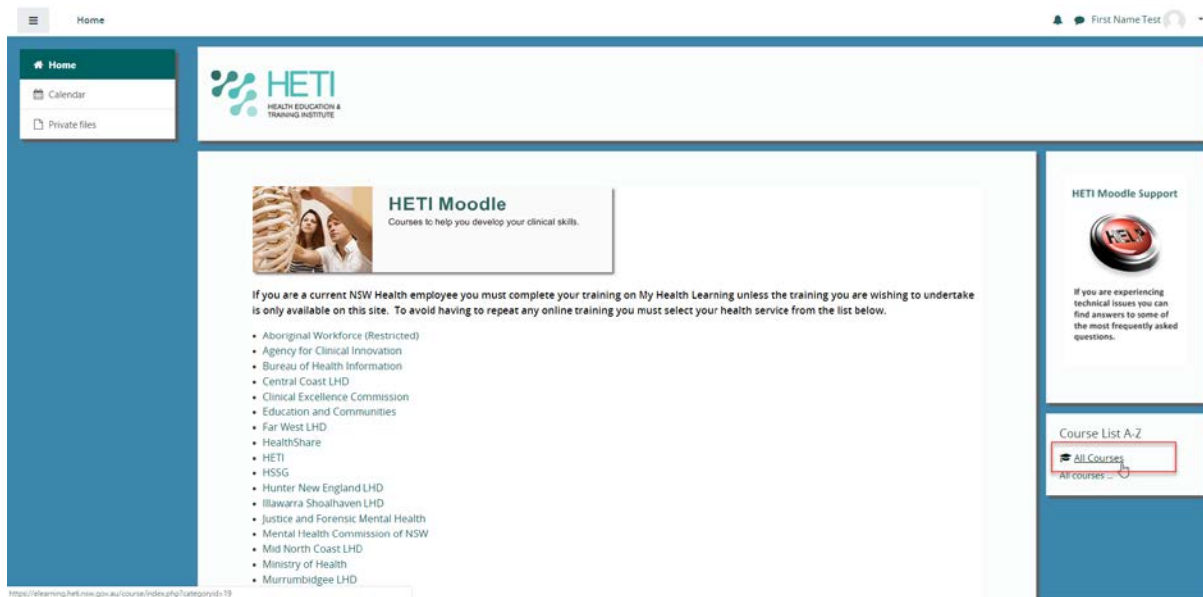 Home
First Name Test
Home
Calendar
Private files
HETI
HEALTH EDUCATION &
TRAINING INSTITUTE
HETI Moodle
Courses to help you develop your clinical skills.
If you are a current NSW Health employee you must complete your training on My Health Learning unless the training you are wishing to undertake
is only available on this site. To avoid having to repeat any online training you must select your health service from the list below.
• Aboriginal Workforce (Restricted)
• Agency for Clinical Innovation
• Bureau of Health Information
• Central Coast LHD
• Clinical Excellence Commission
• Education and Communities
• Far West LHD
• HealthShare
• HETI
• HSSG
• Hunter New England LHD
• Illawarra Shoalhaven LHD
• Justice and Forensic Mental Health
• Mental Health Commission of NSW
• Mid North Coast LHD
• Ministry of Health
• Murrumbidgee LHD
HETI Moodle Support
HELP
If you are experiencing
technical issues you can
find answers to some of
the most frequently asked
questions.
Course List A-Z
All Courses
All courses ...
https://elearning.heti.nsw.gov.au/course/index.php?categoryid=19